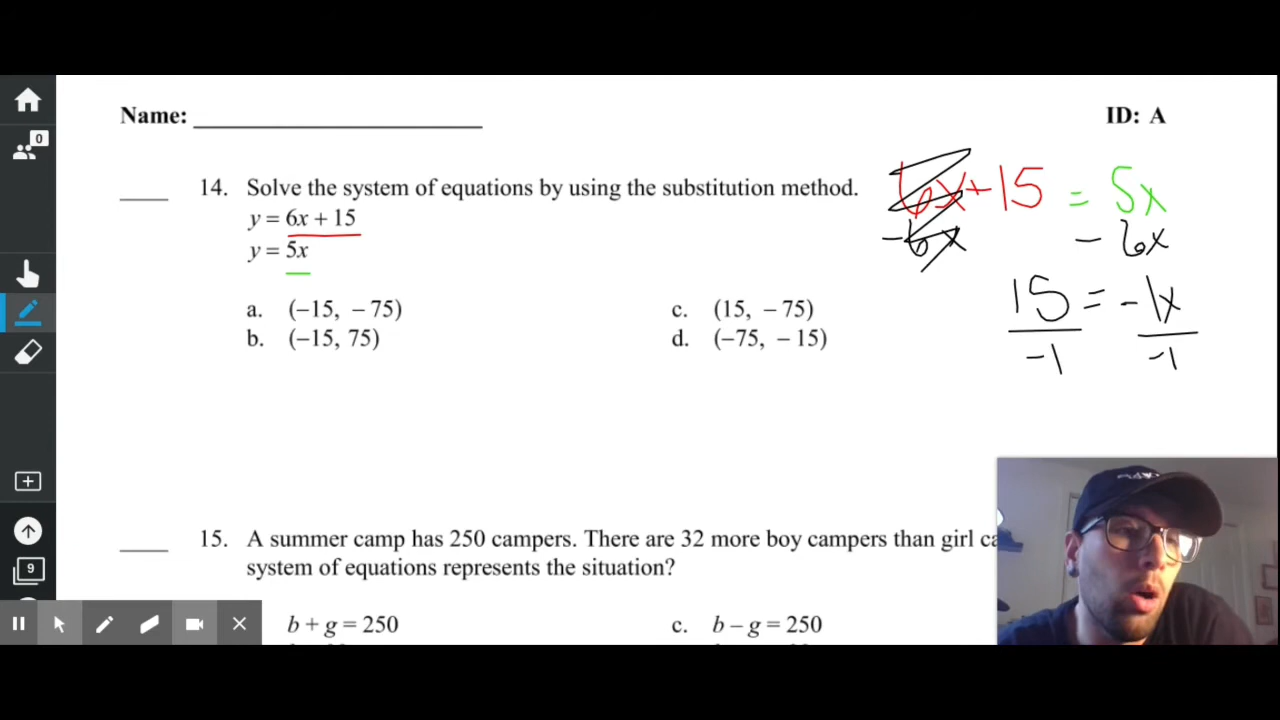 0
Name: ____________ ID: A
____ 14. Solve the system of equations by using the substitution method.
y = 6x + 15
y = 5x
a. (–15, – 75) c. (15, – 75)
b. (–15, 75) d. (–75, – 15)
6x+15 = 5x
-6x - 6x
15 = -1x
-1 -1
____ 15. A summer camp has 250 campers. There are 32 more boy campers than girl
system of equations represents the situation?
b + g = 250 c. b – g = 250
9